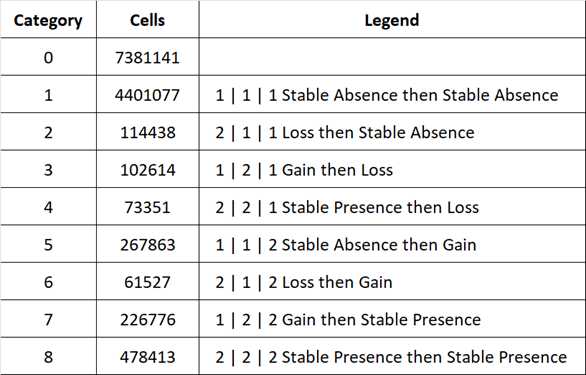 Category Cells Legend
0 7381141
1 4401077 1 | 1 | 1 Stable Absence then Stable Absence
2 114438 2 | 1 | 1 Loss then Stable Absence
3 102614 1 | 2 | 1 Gain then Loss
4 73351 2 | 2 | 1 Stable Presence then Loss
5 267863 1 | 1 | 2 Stable Absence then Gain
6 61527 2 | 1 | 2 Loss then Gain
7 226776 1 | 2 | 2 Gain then Stable Presence
8 478413 2 | 2 | 2 Stable Presence then Stable Presence